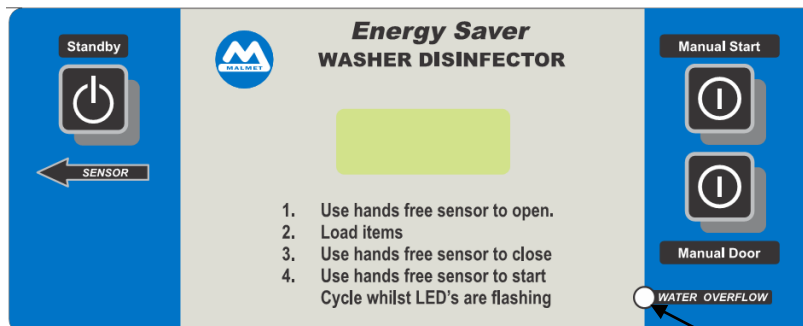 Standby
SENSOR
MALMET
Energy Saver
WASHER DISINFECTOR
1. Use hands free sensor to open.
2. Load items
3. Use hands free sensor to close
4. Use hands free sensor to start
Cycle whilst LED's are flashing
Manual Start
Manual Door
WATER OVERFLOW